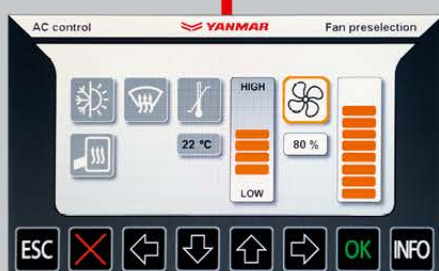 AC control YANMAR Fan preselection
HIGH
22 °C 80 %
LOW
ESC OK INFO